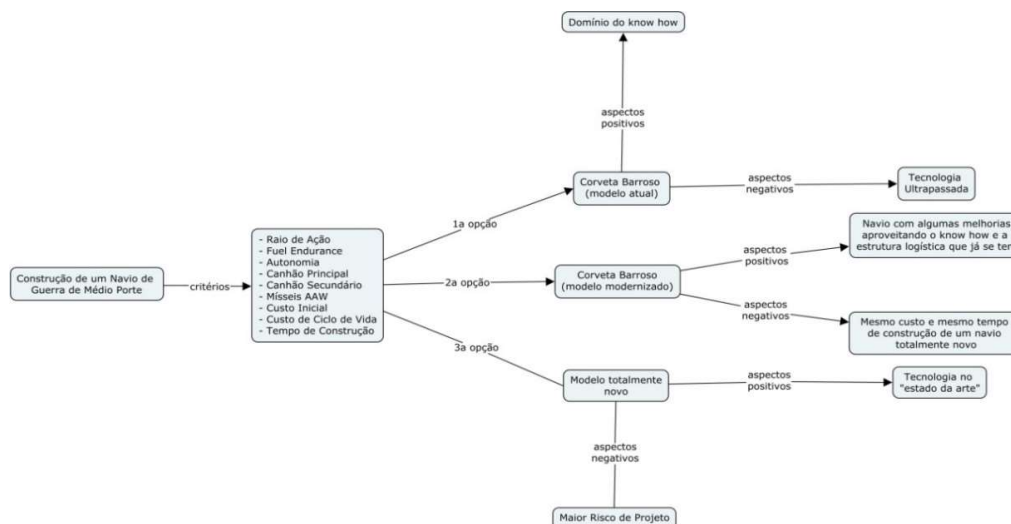 Domínio do know how
aspectos
positivos
Corveta Barroso
(modelo atual)
aspectos
negativos
Tecnologia
Ultrapassada
1a opção
Construção de um Navio de
Guerra de Médio Porte
critérios
- Raio de Ação
- Fuel Endurance
- Autonomia
- Canhão Principal
- Canhão Secundário
- Mísseis AAW
- Custo Inicial
- Custo de Ciclo de Vida
- Tempo de Construção
2a opção
Corveta Barroso
(modelo modernizado)
aspectos
positivos
Navio com algumas melhorias
aproveitando o know how e a
estrutura logística que já se tem
aspectos
negativos
Mesmo custo e mesmo tempo
de construção de um navio
totalmente novo
3a opção
Modelo totalmente
novo
aspectos
positivos
Tecnologia no
"estado da arte"
aspectos
negativos
Maior Risco de Projeto